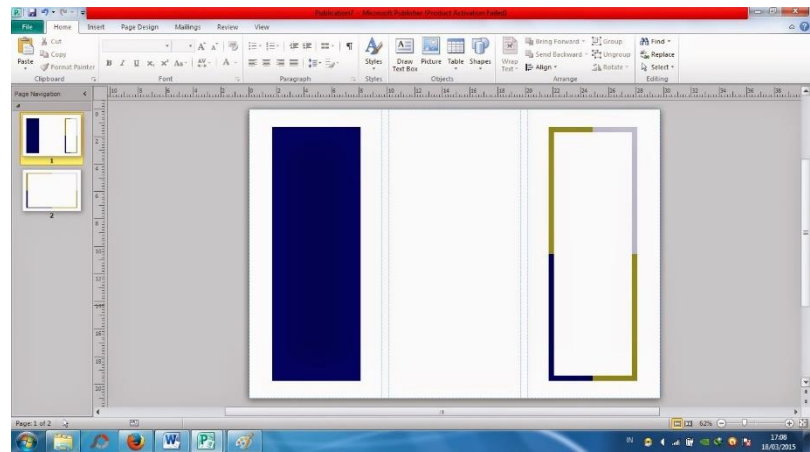 Publication7 - Microsoft Publisher (Product Activation Failed)
File Home Insert Page Design Mailings Review View
Paste
Cut
Copy
Format Painter
Clipboard
B I U
Font
Paragraph
Styles
Styles
Draw Text Box
Picture
Table
Shapes
Objects
Wrap Text
Bring Forward
Send Backward
Align
Group
Ungroup
Rotate
Arrange
Find
Replace
Select
Editing
Page Navigation
1
2
Page: 1 of 2
62%
IN
17:08
18/03/2015